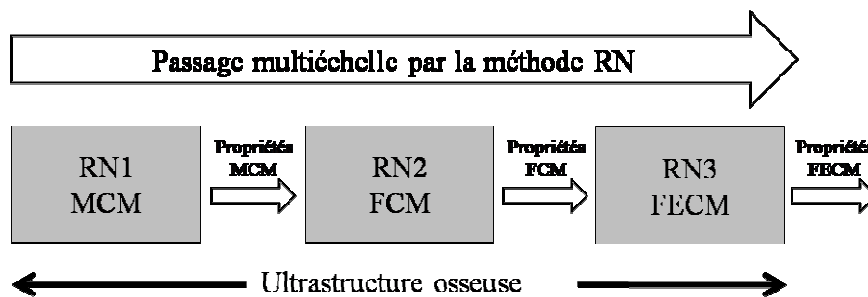 Passage multiéchelle par la méthode RN
RN1
MCM
Propriétés
MCM
RN2
FCM
Propriétés
FCM
RN3
FECM
Propriétés
FECM
Ultrastructure osseuse